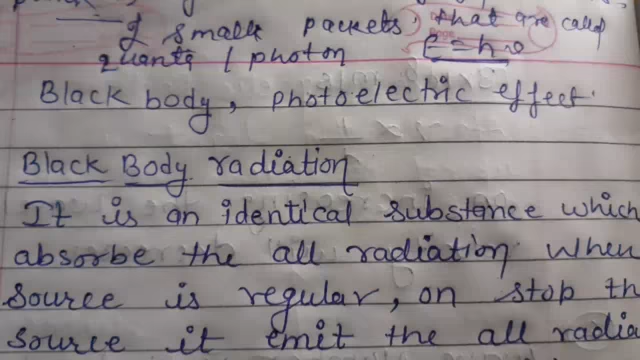 of small packets that are called
quanta / photon E = hυ
Black body, photoelectric effect.
Black Body radiation
It is an identical substance which
absorbe the all radiation when
source is regular, on stop th
source it emit the all radia